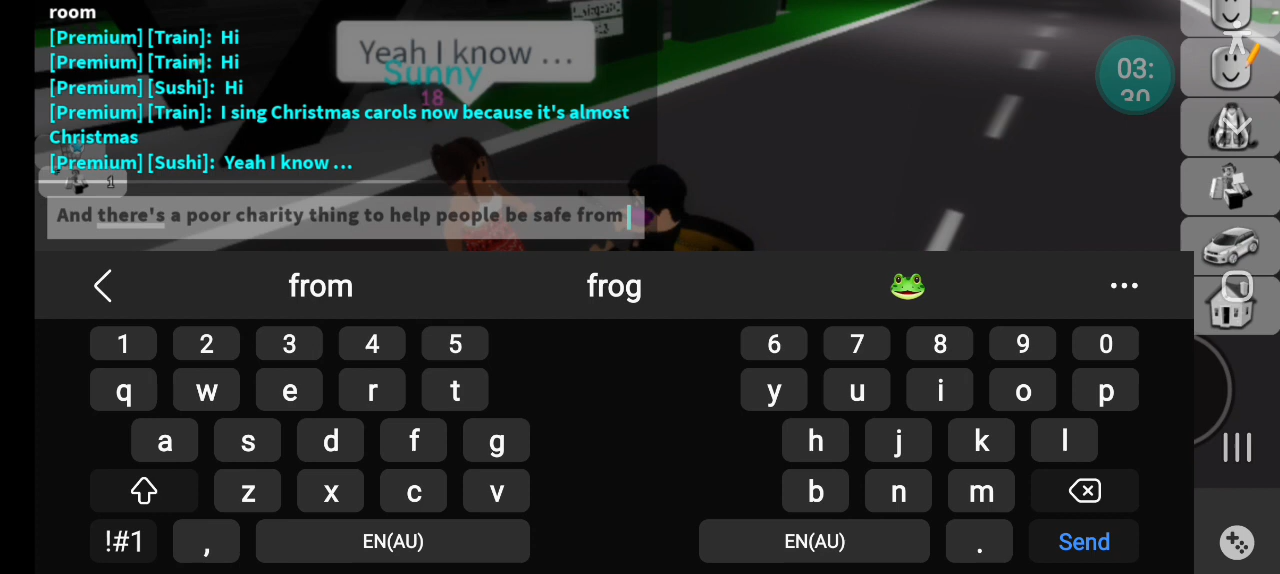 room
[Premium] [Train]: Hi
[Premium] [Train]: Hi
[Premium] [Sushi]: Hi
[Premium] [Train]: I sing Christmas carols now because it's almost
Christmas
[Premium] [Sushi]: Yeah I know ...
Yeah I know ...
Sunny
18
03:
30
1
And there's a poor charity thing to help people be safe from
from frog 🐸 ...
1 2 3 4 5 6 7 8 9 0
q w e r t y u i o p
a s d f g h j k l
z x c v b n m
!#1 , EN(AU) EN(AU) . Send